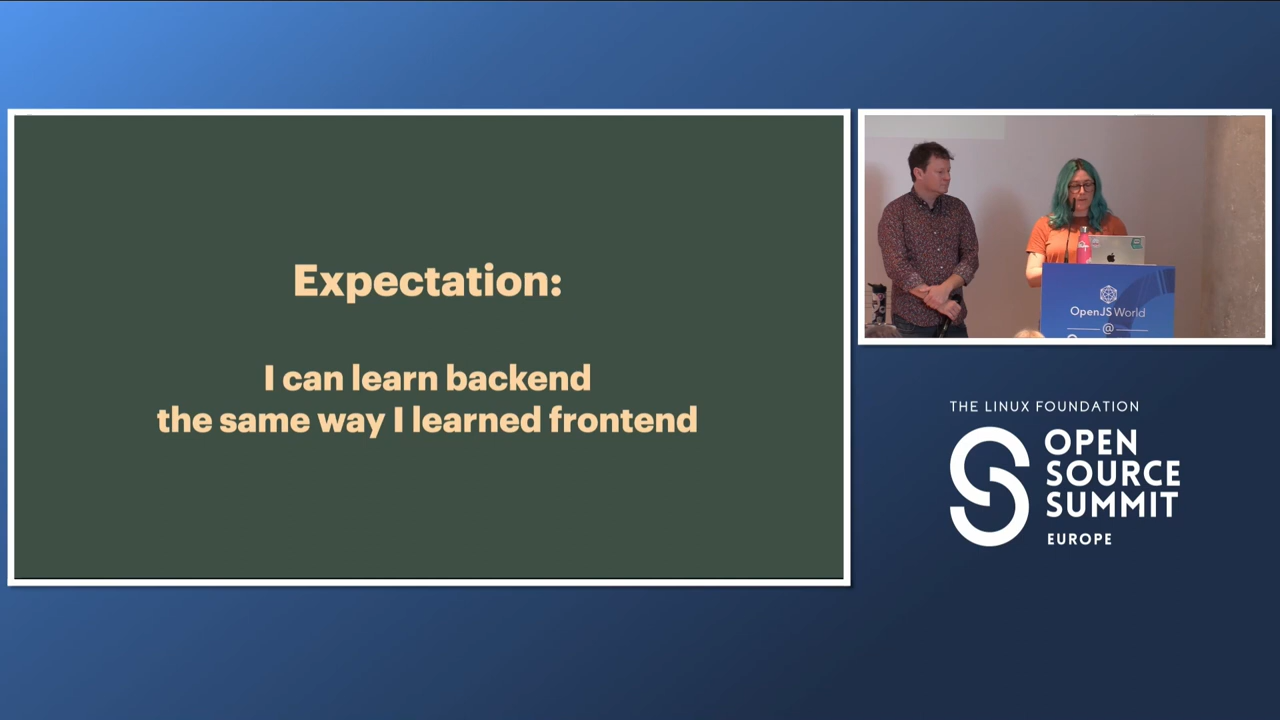 Expectation:
I can learn backend
the same way I learned frontend
OpenJS World
@
THE LINUX FOUNDATION
OPEN
SOURCE
SUMMIT
EUROPE